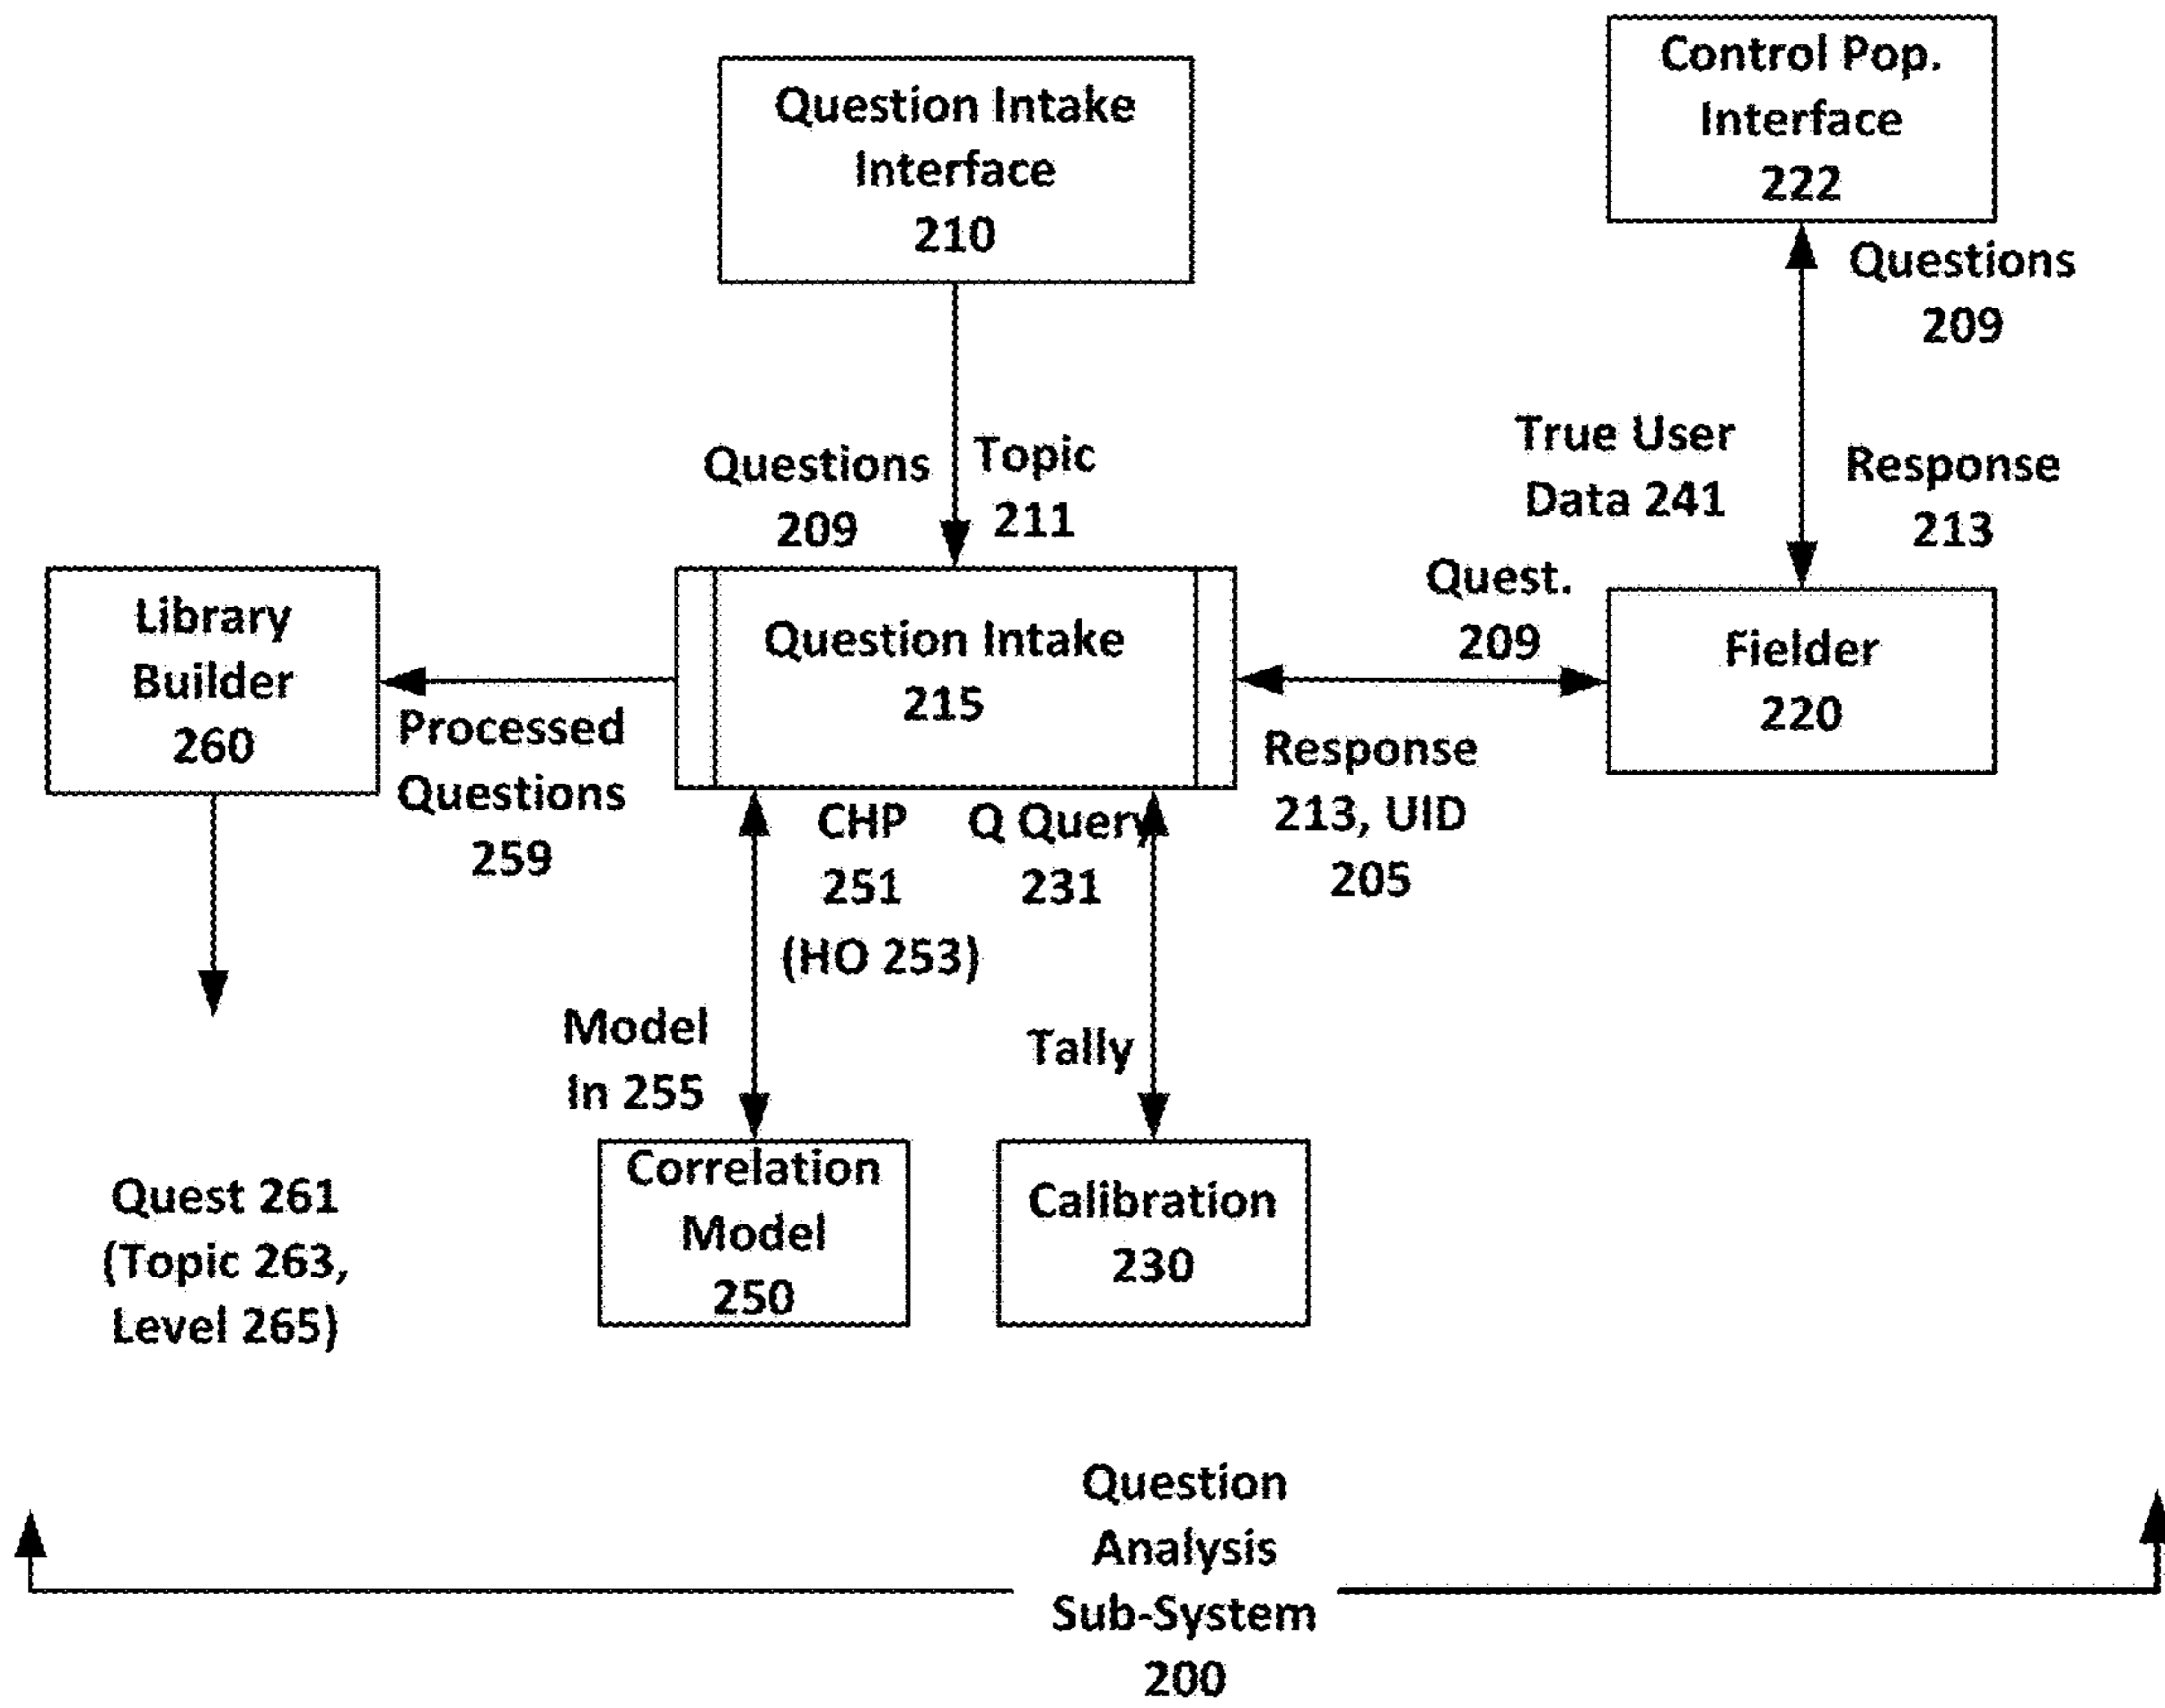 Control Pop.
Interface
222
Question Intake
Interface
210
Questions
209
True User
Data 241
Response
213
Questions
209
Topic
211
Quest.
209
Library
Builder
260
Question Intake
215
Fielder
220
Processed
Questions
259
Response
213, UID
205
CHP
251
(HO 253)
Q Query
231
Model
In 255
Tally
Correlation
Model
250
Calibration
230
Quest 261
(Topic 263,
Level 265)
Question
Analysis
Sub-System
200